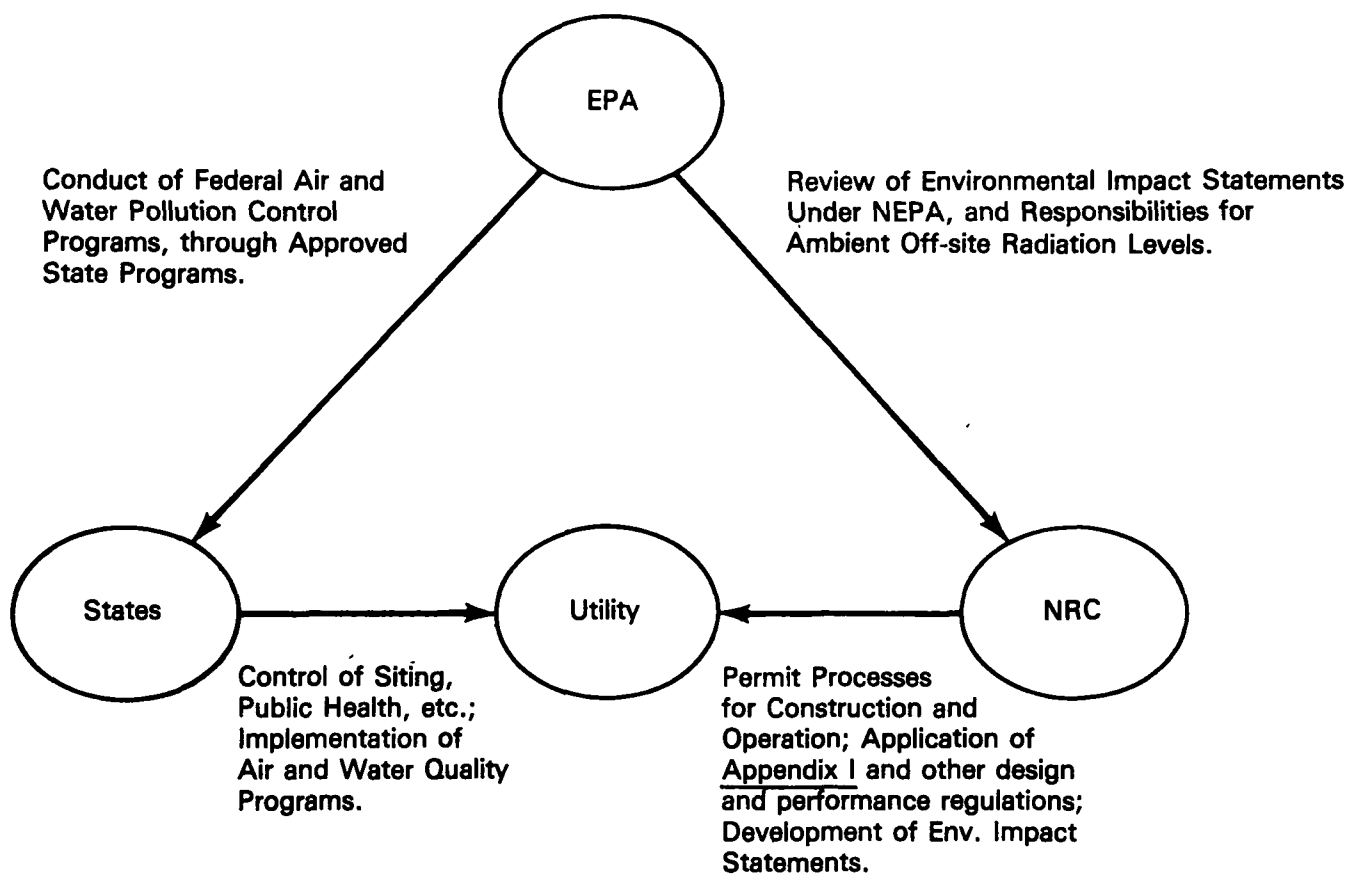 EPA
Conduct of Federal Air and
Water Pollution Control
Programs, through Approved
State Programs.
Review of Environmental Impact Statements
Under NEPA, and Responsibilities for
Ambient Off-site Radiation Levels.
States
Utility
NRC
Control of Siting,
Public Health, etc.;
Implementation of
Air and Water Quality
Programs.
Permit Processes
for Construction and
Operation; Application of
Appendix I and other design
and performance regulations;
Development of Env. Impact
Statements.